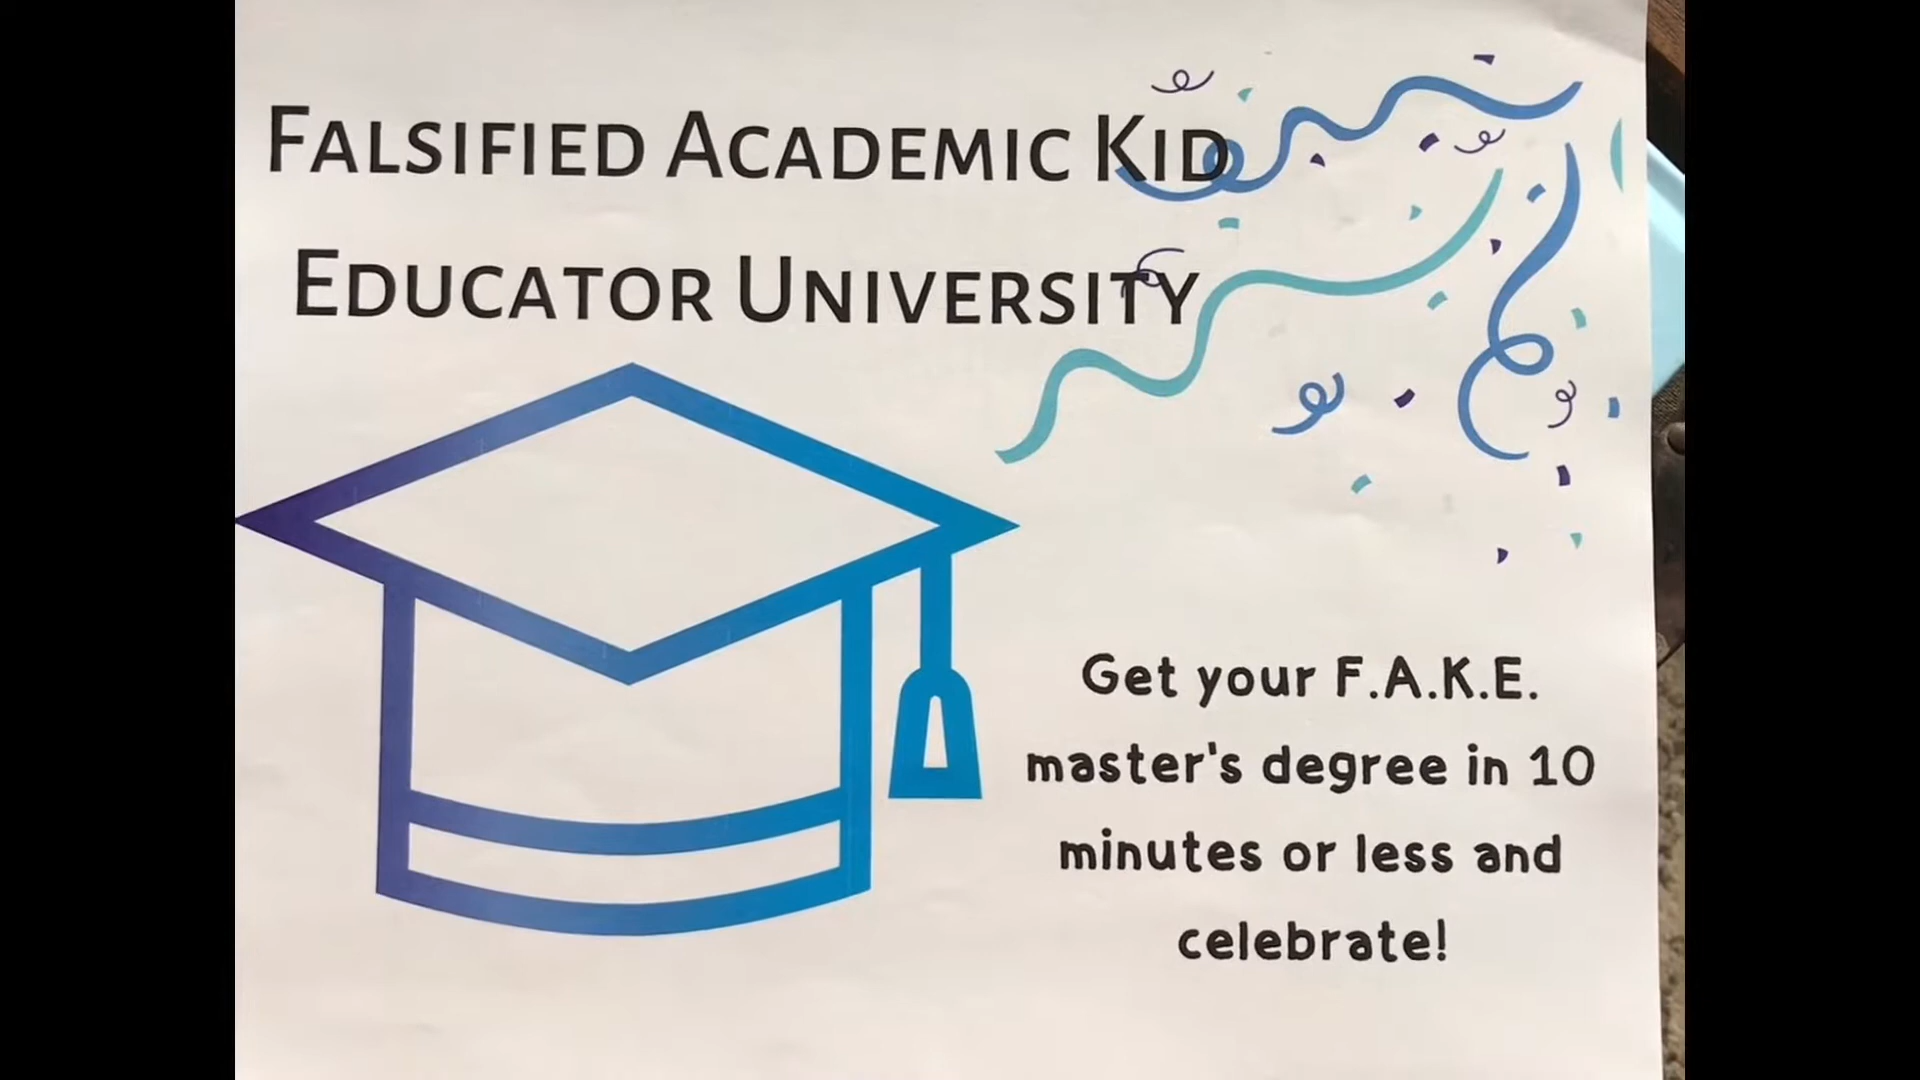 FALSIFIED ACADEMIC KID
EDUCATOR UNIVERSITY
Get your F.A.K.E.
master's degree in 10
minutes or less and
celebrate!